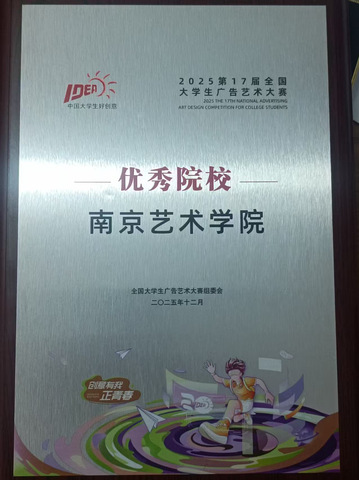 IDEA
中国大学生好创意
2025第17届全国
大学生广告艺术大赛
2025 THE 17TH NATIONAL ADVERTISING
ART DESIGN COMPETITION FOR COLLEGE STUDENTS
优秀院校
南京艺术学院
全国大学生广告艺术大赛组委会
二〇二五年十二月
创意有我
正青春
20